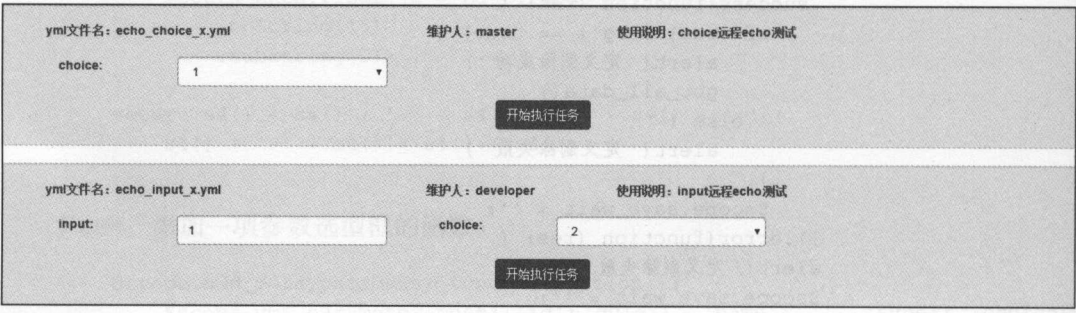 yml文件名：echo_choice_x.yml 维护人：master 使用说明：choice远程echo测试
choice: 1
开始执行任务
yml文件名：echo_input_x.yml 维护人：developer 使用说明：input远程echo测试
input: 1 choice: 2
开始执行任务